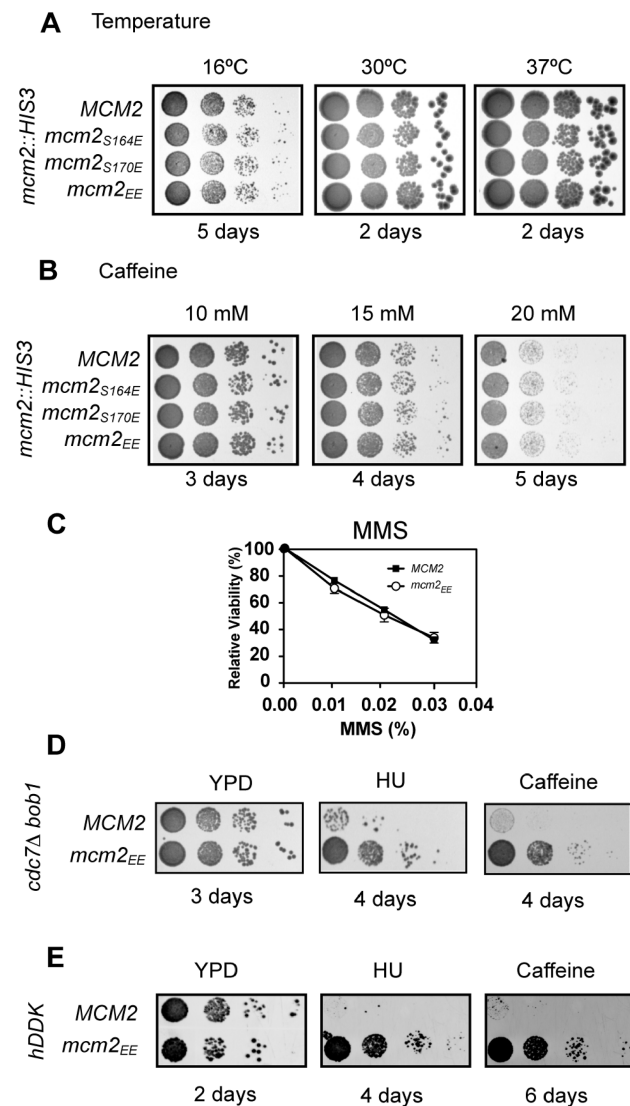 A Temperature
16ºC 30ºC 37ºC
mcm2::HIS3
MCM2
mcm2S164E
mcm2S170E
mcm2EE
5 days 2 days 2 days
B Caffeine
10 mM 15 mM 20 mM
mcm2::HIS3
MCM2
mcm2S164E
mcm2S170E
mcm2EE
3 days 4 days 5 days
C
MMS
Relative Viability (%)
100
80
60
40
20
0
MCM2
mcm2EE
0.00 0.01 0.02 0.03 0.04
MMS (%)
D
YPD HU Caffeine
cdc7Δ bob1
MCM2
mcm2EE
3 days 4 days 4 days
E
YPD HU Caffeine
hDDK
MCM2
mcm2EE
2 days 4 days 6 days